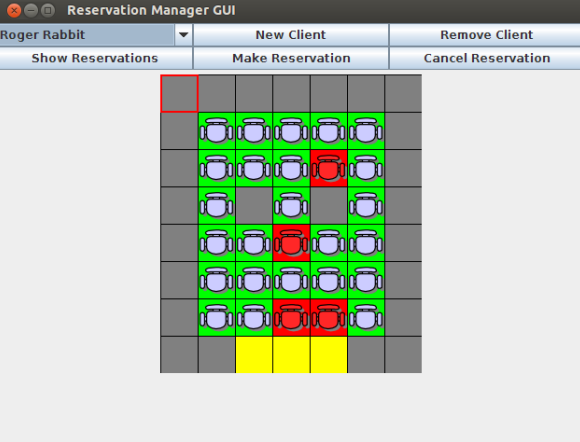 Reservation Manager GUI
Roger Rabbit
New Client
Remove Client
Show Reservations
Make Reservation
Cancel Reservation